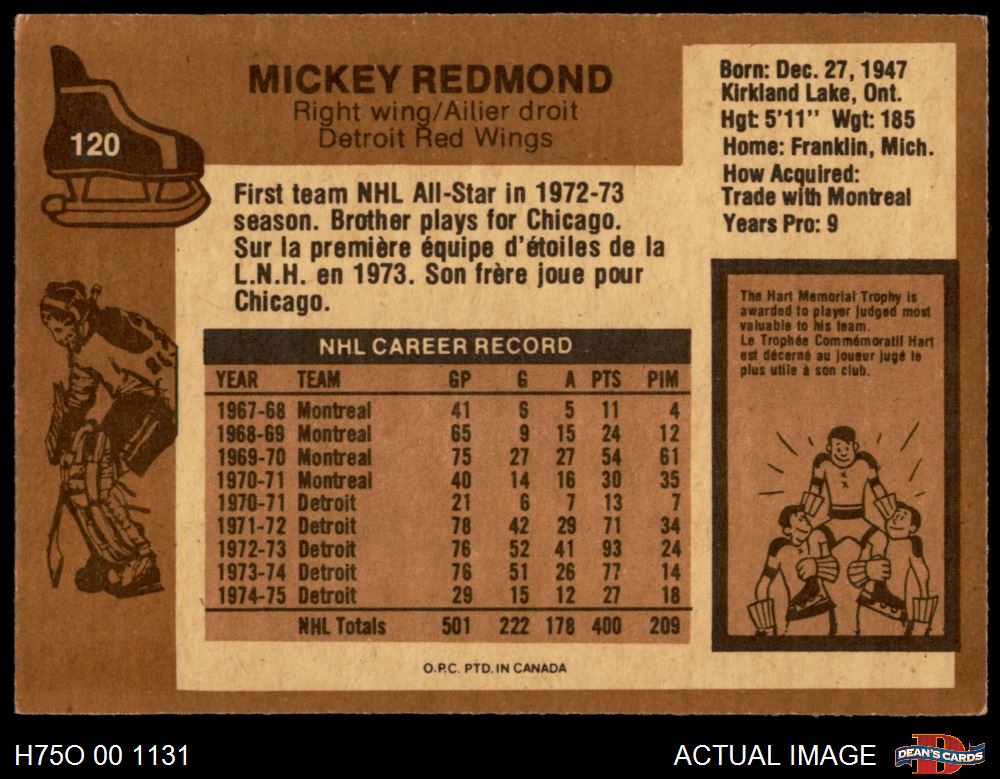 120
MICKEY REDMOND
Right wing/Ailier droit
Detroit Red Wings
First team NHL All-Star in 1972-73
season. Brother plays for Chicago.
Sur la première équipe d'étoiles de la
L.N.H. en 1973. Son frère joue pour
Chicago.
NHL CAREER RECORD
YEAR TEAM GP G A PTS PIM
1967-68 Montreal 41 6 5 11 4
1968-69 Montreal 65 9 15 24 12
1969-70 Montreal 75 27 27 54 61
1970-71 Montreal 40 14 16 30 35
1970-71 Detroit 21 6 7 13 7
1971-72 Detroit 78 42 29 71 34
1972-73 Detroit 76 52 41 93 24
1973-74 Detroit 76 51 26 77 14
1974-75 Detroit 29 15 12 27 18
NHL Totals 501 222 178 400 209
O.P.C. PTD. IN CANADA
Born: Dec. 27, 1947
Kirkland Lake, Ont.
Hgt: 5'11" Wgt: 185
Home: Franklin, Mich.
How Acquired:
Trade with Montreal
Years Pro: 9
The Hart Memorial Trophy is
awarded to player judged most
valuable to his team.
Le Trophée Commémoratif Hart
est décerné au joueur jugé le
plus utile à son club.
H75O 00 1131
ACTUAL IMAGE
DEAN'S CARDS